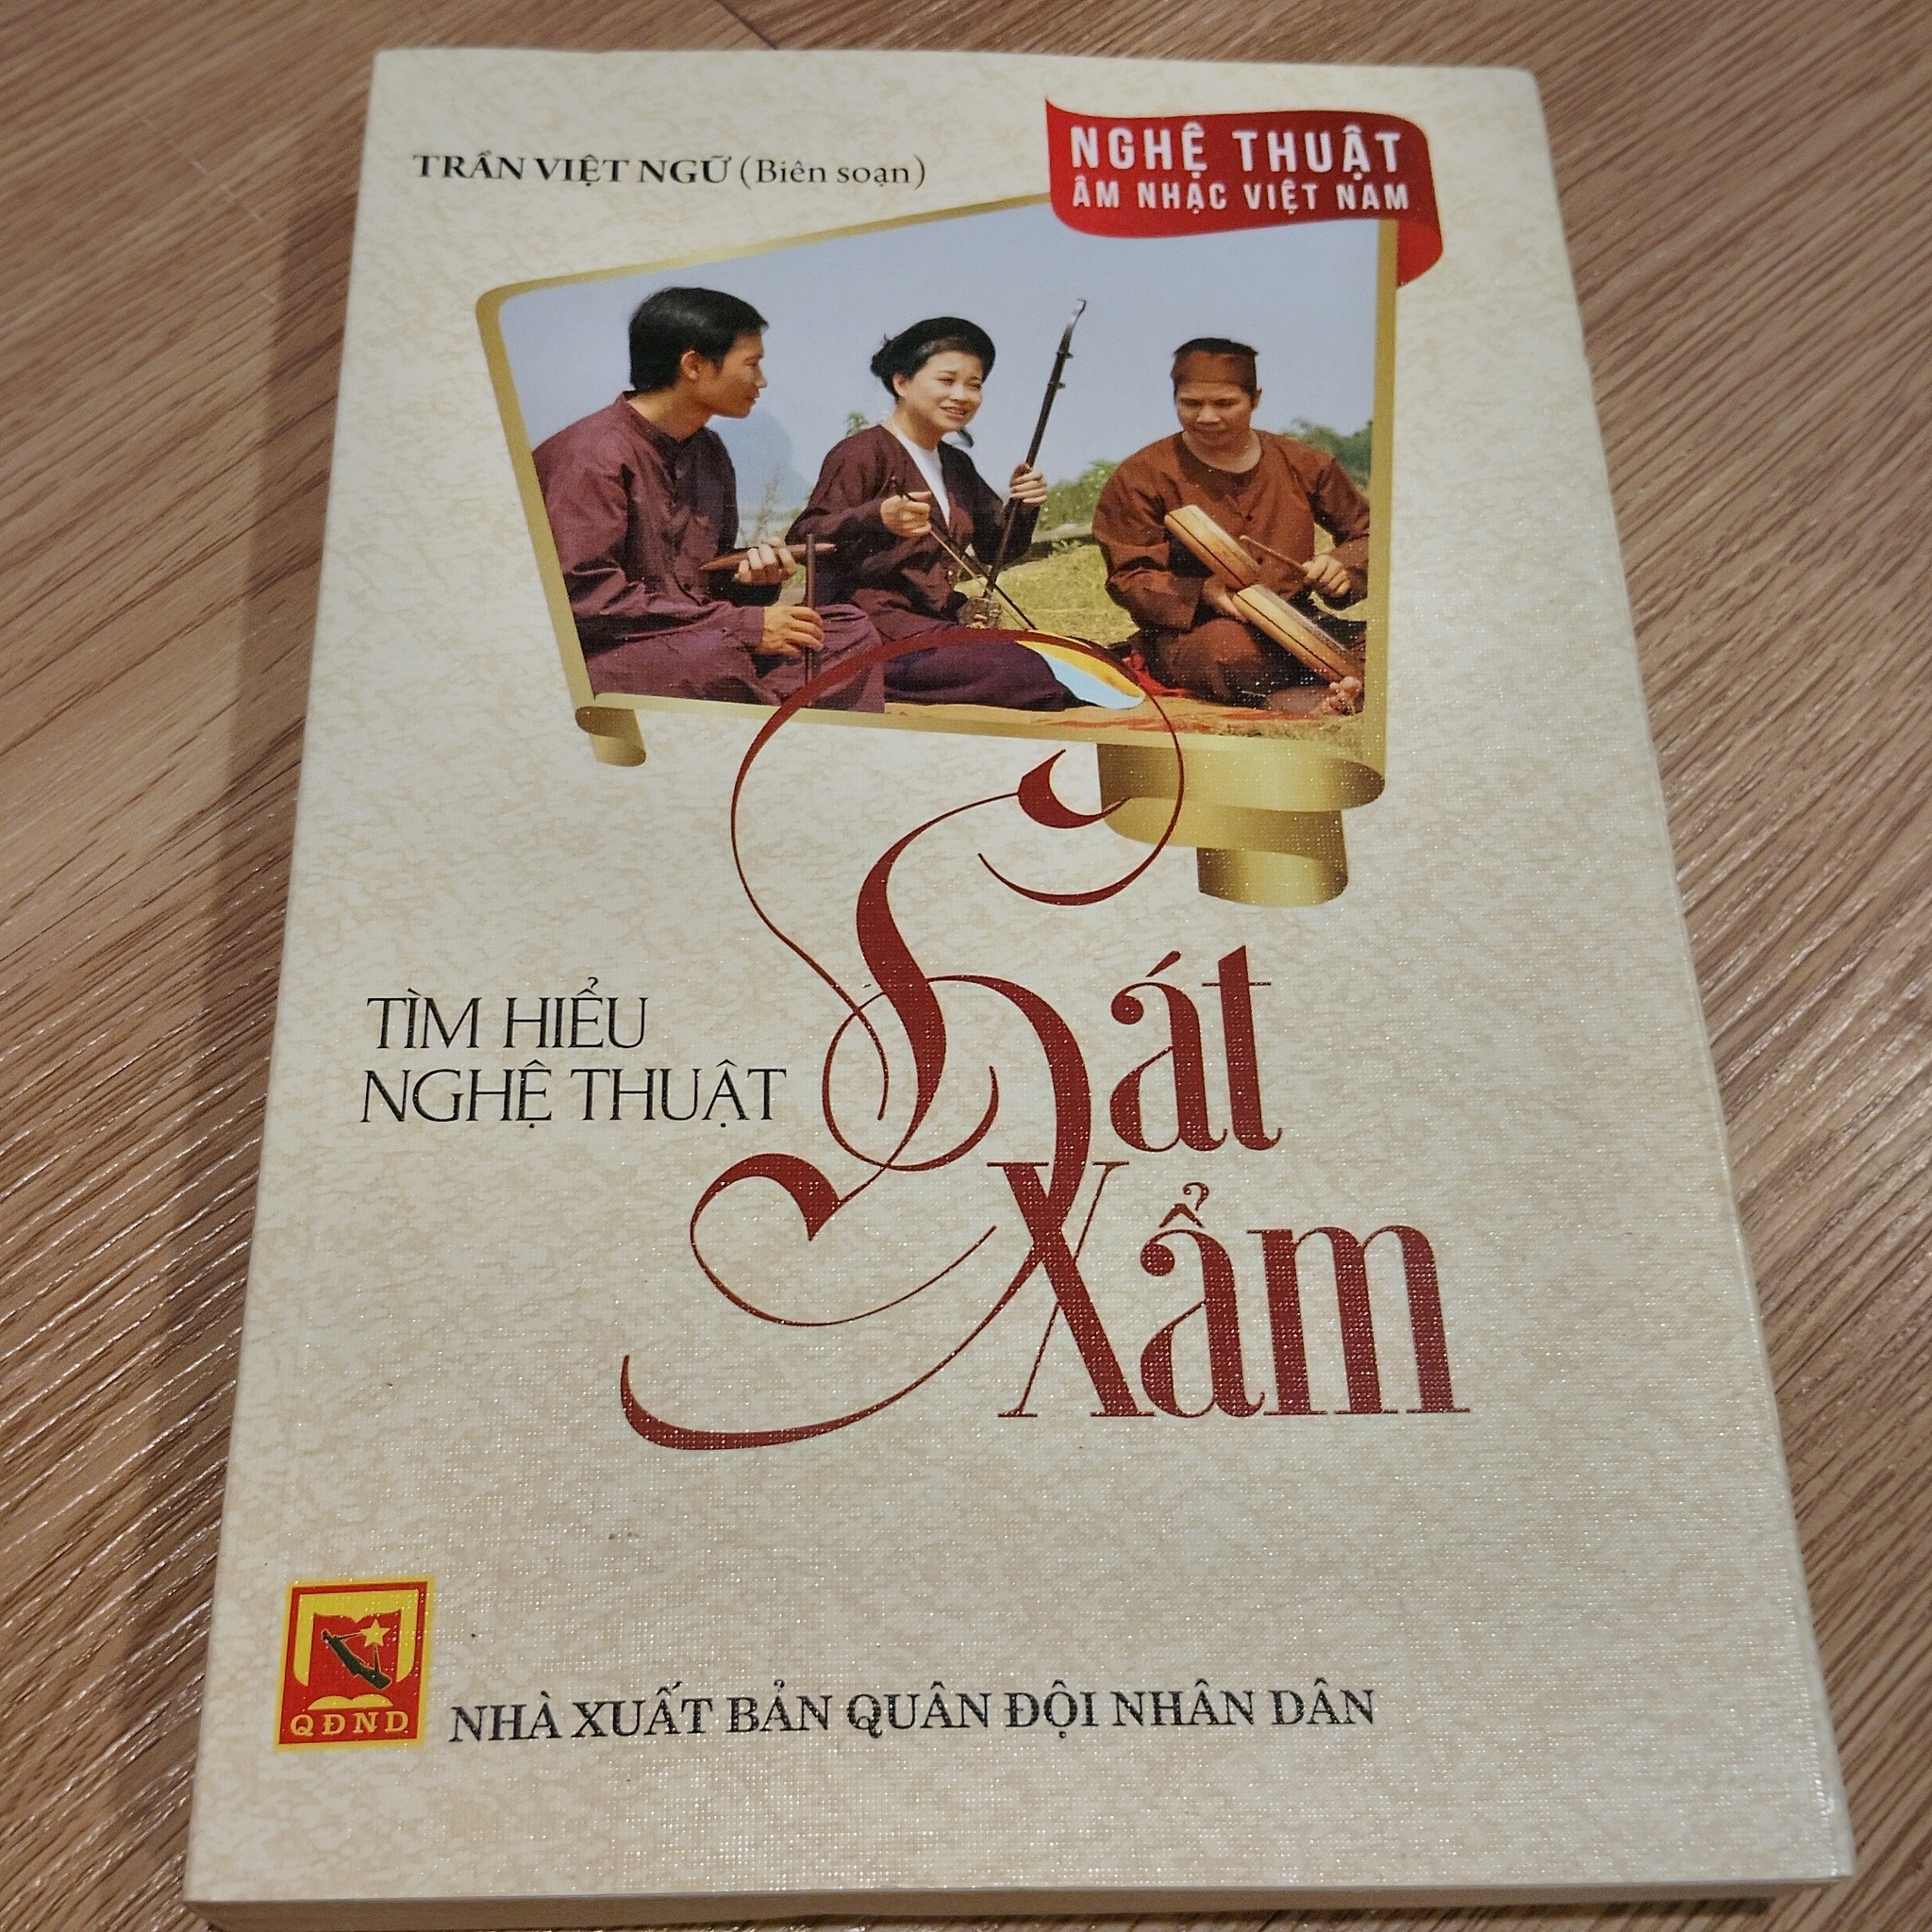 TRẦN VIỆT NGỮ (Biên soạn)
NGHỆ THUẬT
ÂM NHẠC VIỆT NAM
TÌM HIỂU
NGHỆ THUẬT
Hát
Xẩm
QĐND
NHÀ XUẤT BẢN QUÂN ĐỘI NHÂN DÂN